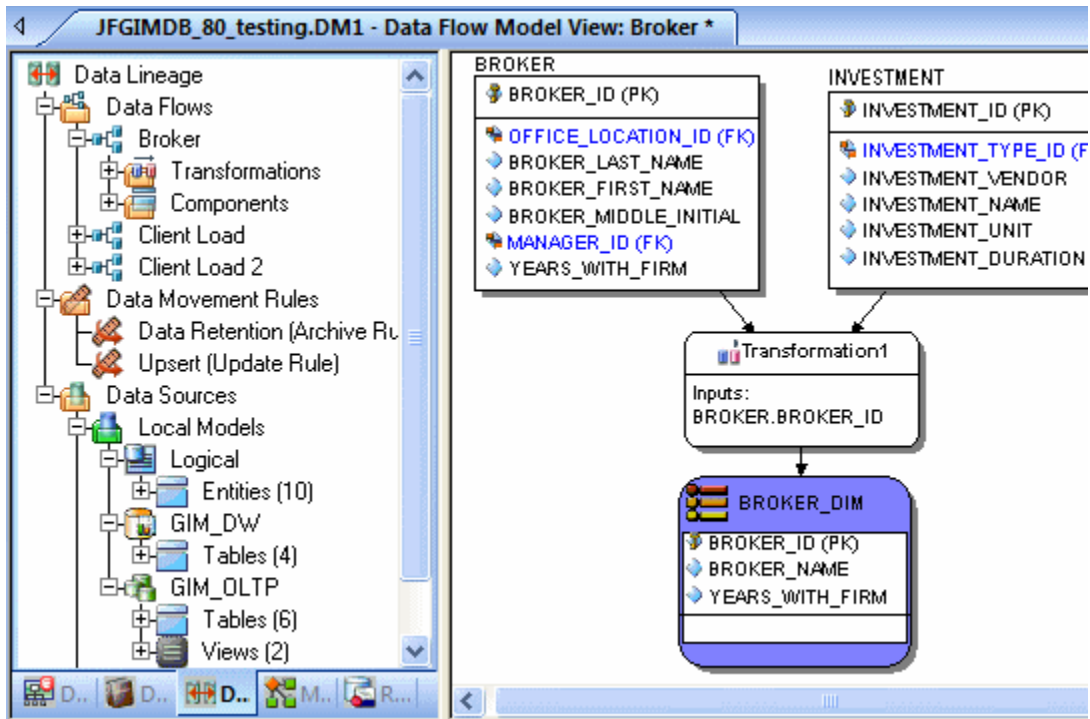 JFGIMDB_80_testing.DM1 - Data Flow Model View: Broker *
Data Lineage
Data Flows
Broker
Transformations
Components
Client Load
Client Load 2
Data Movement Rules
Data Retention (Archive Ru
Upsert (Update Rule)
Data Sources
Local Models
Logical
Entities (10)
GIM_DW
Tables (4)
GIM_OLTP
Tables (6)
Views (2)
D..
D..
D..
M..
R...
BROKER
BROKER_ID (PK)
OFFICE_LOCATION_ID (FK)
BROKER_LAST_NAME
BROKER_FIRST_NAME
BROKER_MIDDLE_INITIAL
MANAGER_ID (FK)
YEARS_WITH_FIRM
INVESTMENT
INVESTMENT_ID (PK)
INVESTMENT_TYPE_ID (F
INVESTMENT_VENDOR
INVESTMENT_NAME
INVESTMENT_UNIT
INVESTMENT_DURATION
Transformation1
Inputs:
BROKER.BROKER_ID
BROKER_DIM
BROKER_ID (PK)
BROKER_NAME
YEARS_WITH_FIRM